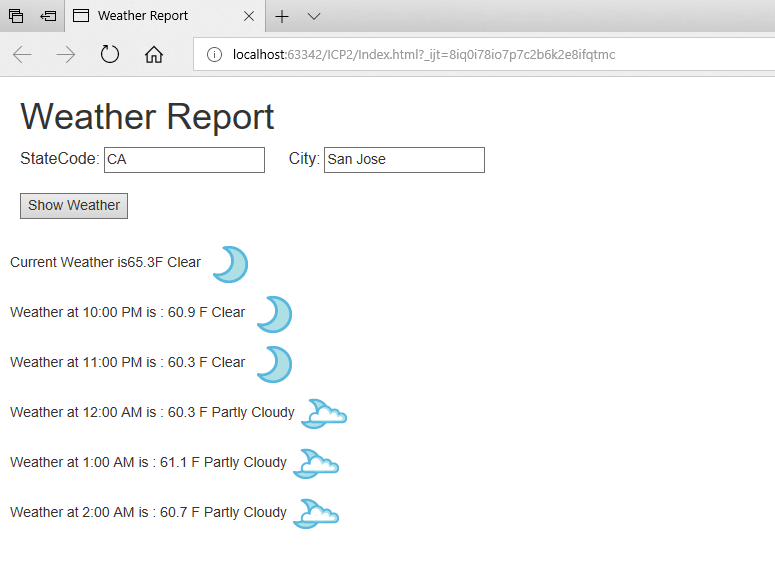 Weather Report
localhost:63342/ICP2/Index.html?_ijt=8iq0i78io7p7c2b6k2e8ifqtmc
Weather Report
StateCode: CA City: San Jose
Show Weather
Current Weather is65.3F Clear
Weather at 10:00 PM is : 60.9 F Clear
Weather at 11:00 PM is : 60.3 F Clear
Weather at 12:00 AM is : 60.3 F Partly Cloudy
Weather at 1:00 AM is : 61.1 F Partly Cloudy
Weather at 2:00 AM is : 60.7 F Partly Cloudy